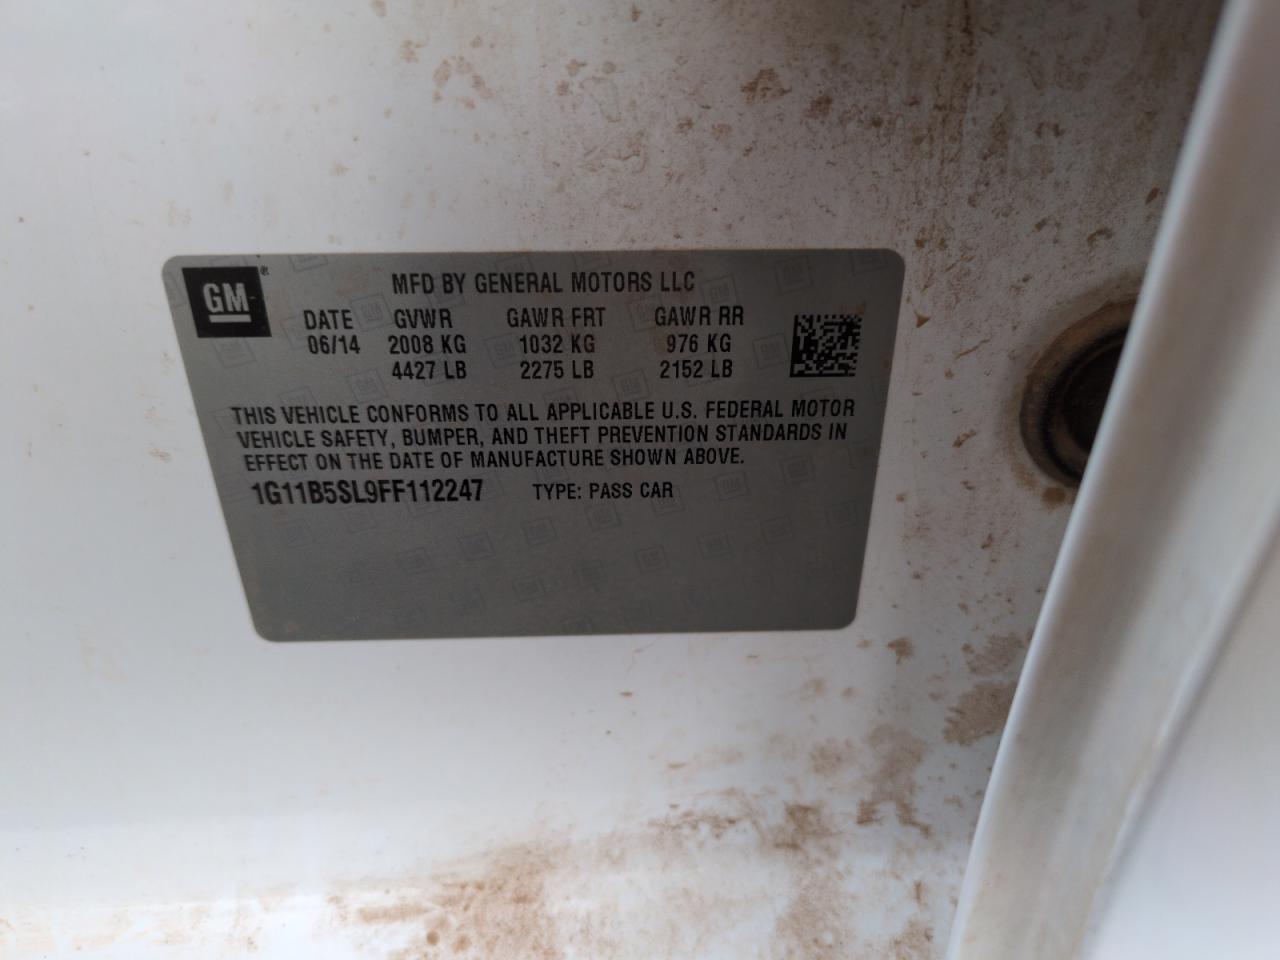 GM
MFD BY GENERAL MOTORS LLC
DATE GVWR GAWR FRT GAWR RR
06/14 2008 KG 1032 KG 976 KG
4427 LB 2275 LB 2152 LB
THIS VEHICLE CONFORMS TO ALL APPLICABLE U.S. FEDERAL MOTOR
VEHICLE SAFETY, BUMPER, AND THEFT PREVENTION STANDARDS IN
EFFECT ON THE DATE OF MANUFACTURE SHOWN ABOVE.
1G11B5SL9FF112247 TYPE: PASS CAR